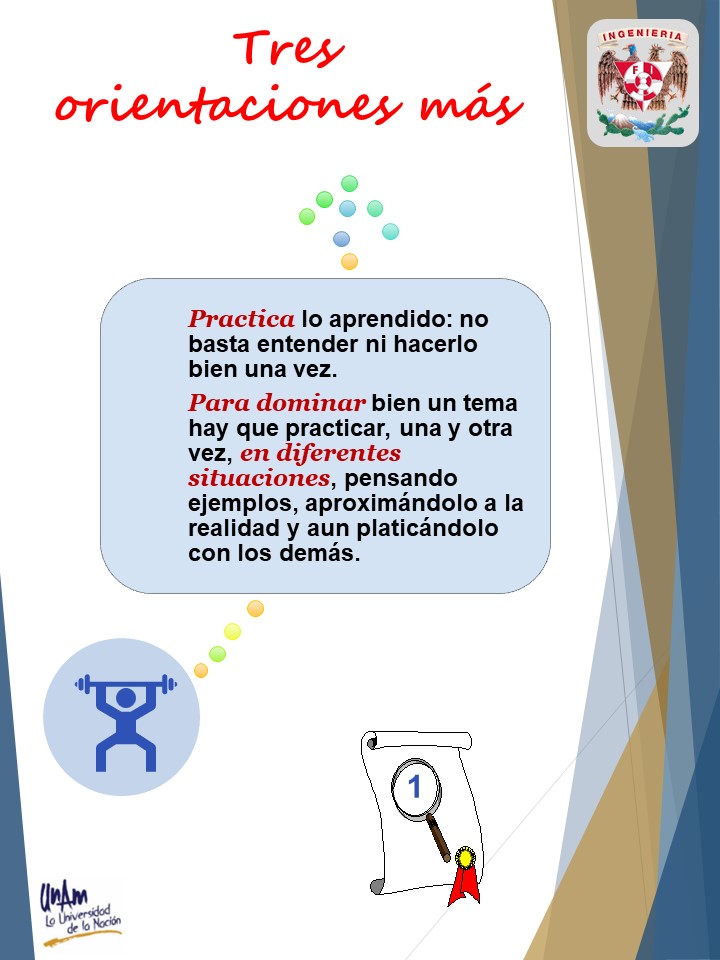 Tres
orientaciones más
INGENIERIA
F I
Practica lo aprendido: no
basta entender ni hacerlo
bien una vez.
Para dominar bien un tema
hay que practicar, una y otra
vez, en diferentes
situaciones, pensando
ejemplos, aproximándolo a la
realidad y aun platicándolo
con los demás.
1
UnAm
La Universidad
de la Nación